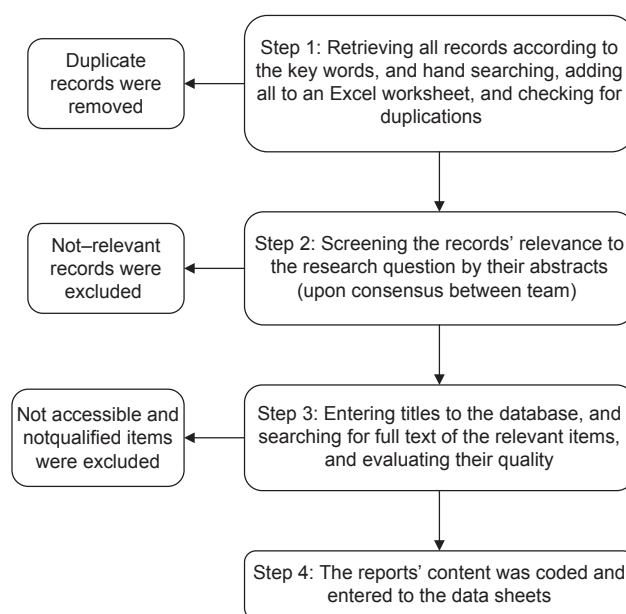 Duplicate
records were
removed
Step 1: Retrieving all records according to
the key words, and hand searching, adding
all to an Excel worksheet, and checking for
duplications
Not–relevant
records were
excluded
Step 2: Screening the records’ relevance to
the research question by their abstracts
(upon consensus between team)
Not accessible and
notqualified items
were excluded
Step 3: Entering titles to the database, and
searching for full text of the relevant items,
and evaluating their quality
Step 4: The reports’ content was coded and
entered to the data sheets